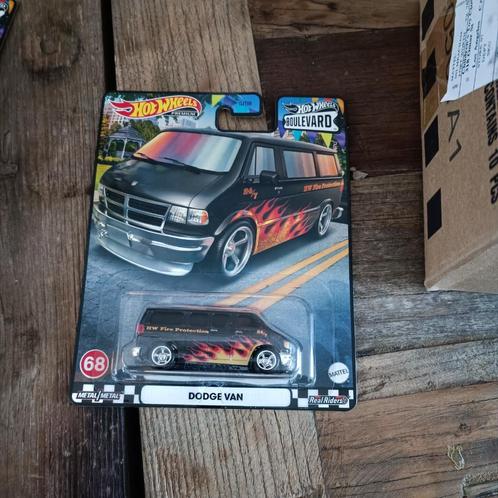 HOT WHEELS
PREMIUM
HOT WHEELS
BOULEVARD
24/7
HW Fire Protection
HW Fire Protection
24/7
68
MATTEL
METAL/METAL
DODGE VAN
Real Riders